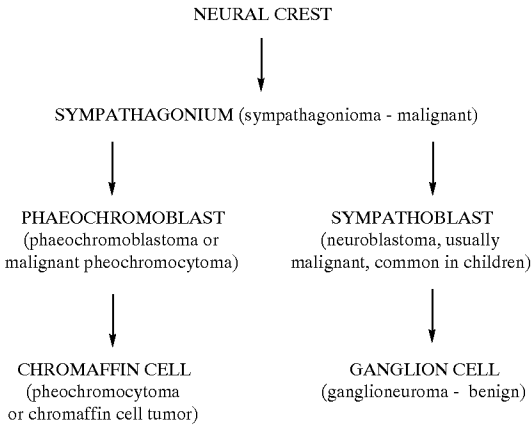 NEURAL CREST
SYMPATHAGONIUM (sympathagonioma - malignant)
PHAEOCHROMOBLAST
(phaeochromoblastoma or
malignant pheochromocytoma)
SYMPATHOBLAST
(neuroblastoma, usually
malignant, common in children)
CHROMAFFIN CELL
(pheochromocytoma
or chromaffin cell tumor)
GANGLION CELL
(ganglioneuroma - benign)